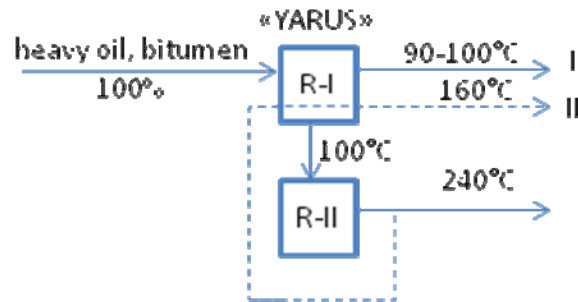 «YARUS»
heavy oil, bitumen
100%
R-I
90-100°C
I
160°C
II
100°C
R-II
240°C